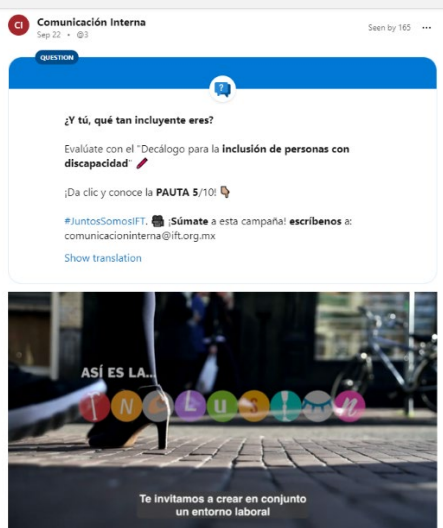 CI
Comunicación Interna
Sep 22 • @3
Seen by 165
QUESTION
?
¿Y tú, qué tan incluyente eres?
Evalúate con el "Decálogo para la inclusión de personas con
discapacidad"
¡Da clic y conoce la PAUTA 5/10!
#JuntosSomosIFT. ¡Súmate a esta campaña! escríbenos a:
comunicacioninterna@ift.org.mx
Show translation
ASÍ ES LA...
INCLUSIÓN
Te invitamos a crear en conjunto
un entorno laboral